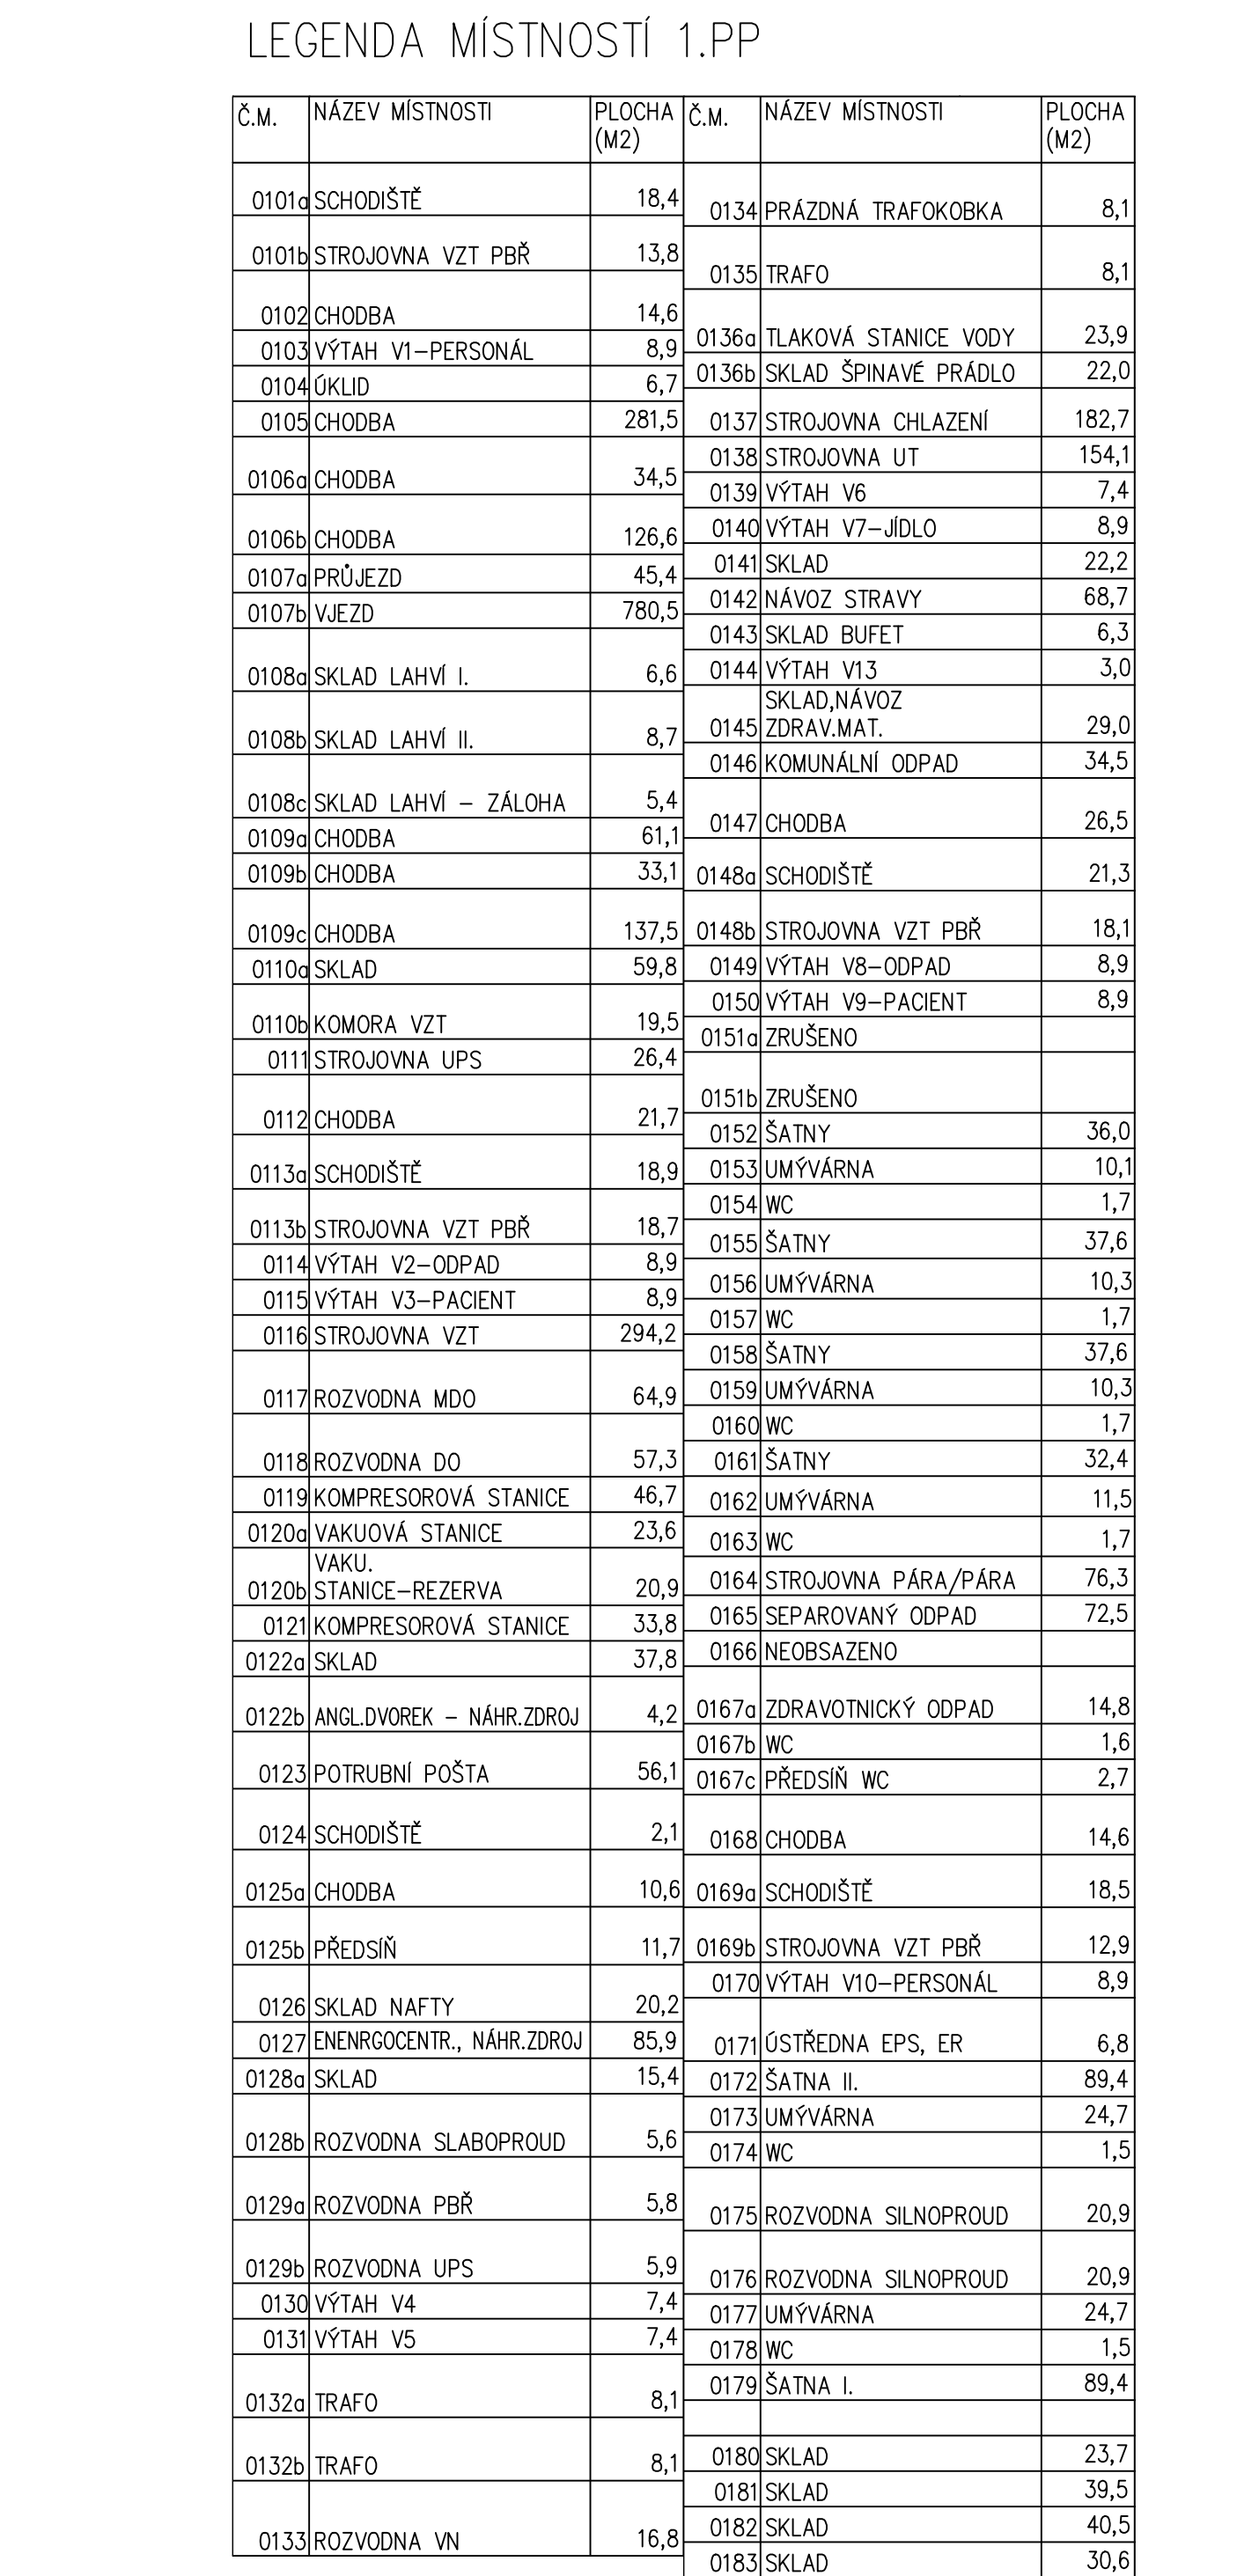 LEGENDA MÍSTNOSTÍ 1.PP
Č.M. NÁZEV MÍSTNOSTI PLOCHA (M2)
0101a SCHODIŠTĚ 18,4
0101b STROJOVNA VZT PBŘ 13,8
0102 CHODBA 14,6
0103 VÝTAH V1-PERSONÁL 8,9
0104 ÚKLID 6,7
0105 CHODBA 281,5
0106a CHODBA 34,5
0106b CHODBA 126,6
0107a PRŮJEZD 45,4
0107b VJEZD 780,5
0108a SKLAD LAHVÍ I. 6,6
0108b SKLAD LAHVÍ II. 8,7
0108c SKLAD LAHVÍ - ZÁLOHA 5,4
0109a CHODBA 61,1
0109b CHODBA 33,1
0109c CHODBA 137,5
0110a SKLAD 59,8
0110b KOMORA VZT 19,5
0111 STROJOVNA UPS 26,4
0112 CHODBA 21,7
0113a SCHODIŠTĚ 18,9
0113b STROJOVNA VZT PBŘ 18,7
0114 VÝTAH V2-ODPAD 8,9
0115 VÝTAH V3-PACIENT 8,9
0116 STROJOVNA VZT 294,2
0117 ROZVODNA MDO 64,9
0118 ROZVODNA DO 57,3
0119 KOMPRESOROVÁ STANICE 46,7
0120a VAKUOVÁ STANICE 23,6
VAKU.
0120b STANICE-REZERVA 20,9
0121 KOMPRESOROVÁ STANICE 33,8
0122a SKLAD 37,8
0122b ANGL.DVOREK - NÁHR.ZDROJ 4,2
0123 POTRUBNÍ POŠTA 56,1
0124 SCHODIŠTĚ 2,1
0125a CHODBA 10,6
0125b PŘEDSÍŇ 11,7
0126 SKLAD NAFTY 20,2
0127 ENENRGOCENTR., NÁHR.ZDROJ 85,9
0128a SKLAD 15,4
0128b ROZVODNA SLABOPROUD 5,6
0129a ROZVODNA PBŘ 5,8
0129b ROZVODNA UPS 5,9
0130 VÝTAH V4 7,4
0131 VÝTAH V5 7,4
0132a TRAFO 8,1
0132b TRAFO 8,1
0133 ROZVODNA VN 16,8
Č.M. NÁZEV MÍSTNOSTI PLOCHA (M2)
0134 PRÁZDNÁ TRAFOKOBKA 8,1
0135 TRAFO 8,1
0136a TLAKOVÁ STANICE VODY 23,9
0136b SKLAD ŠPINAVÉ PRÁDLO 22,0
0137 STROJOVNA CHLAZENÍ 182,7
0138 STROJOVNA UT 154,1
0139 VÝTAH V6 7,4
0140 VÝTAH V7-JÍDLO 8,9
0141 SKLAD 22,2
0142 NÁVOZ STRAVY 68,7
0143 SKLAD BUFET 6,3
0144 VÝTAH V13 3,0
SKLAD,NÁVOZ
0145 ZDRAV.MAT. 29,0
0146 KOMUNÁLNÍ ODPAD 34,5
0147 CHODBA 26,5
0148a SCHODIŠTĚ 21,3
0148b STROJOVNA VZT PBŘ 18,1
0149 VÝTAH V8-ODPAD 8,9
0150 VÝTAH V9-PACIENT 8,9
0151a ZRUŠENO
0151b ZRUŠENO
0152 ŠATNY 36,0
0153 UMÝVÁRNA 10,1
0154 WC 1,7
0155 ŠATNY 37,6
0156 UMÝVÁRNA 10,3
0157 WC 1,7
0158 ŠATNY 37,6
0159 UMÝVÁRNA 10,3
0160 WC 1,7
0161 ŠATNY 32,4
0162 UMÝVÁRNA 11,5
0163 WC 1,7
0164 STROJOVNA PÁRA/PÁRA 76,3
0165 SEPAROVANÝ ODPAD 72,5
0166 NEOBSAZENO
0167a ZDRAVOTNICKÝ ODPAD 14,8
0167b WC 1,6
0167c PŘEDSÍŇ WC 2,7
0168 CHODBA 14,6
0169a SCHODIŠTĚ 18,5
0169b STROJOVNA VZT PBŘ 12,9
0170 VÝTAH V10-PERSONÁL 8,9
0171 ÚSTŘEDNA EPS, ER 6,8
0172 ŠATNA II. 89,4
0173 UMÝVÁRNA 24,7
0174 WC 1,5
0175 ROZVODNA SILNOPROUD 20,9
0176 ROZVODNA SILNOPROUD 20,9
0177 UMÝVÁRNA 24,7
0178 WC 1,5
0179 ŠATNA I. 89,4
0180 SKLAD 23,7
0181 SKLAD 39,5
0182 SKLAD 40,5
0183 SKLAD 30,6